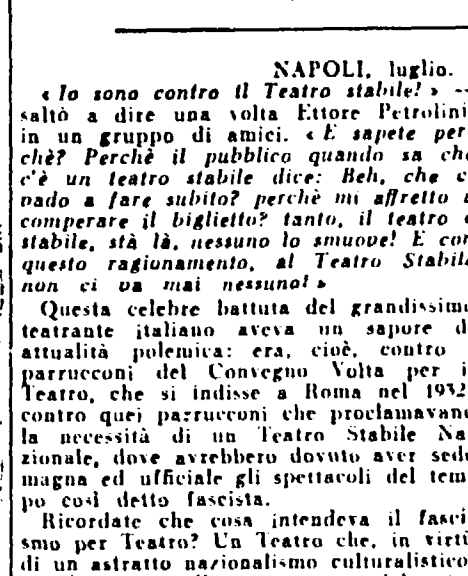 NAPOLI, luglio.
« Io sono contro il Teatro stabile! » —
saltò a dire una volta Ettore Petrolini
in un gruppo di amici. « E sapete per-
chè? Perchè il pubblico quando sa che
c'è un teatro stabile dice: Beh, che c
vado a fare subito? perchè mi affretto a
comperare il biglietto? tanto, il teatro è
stabile, stà là, nessuno lo smuove! E con
questo ragionamento, al Teatro Stabile
non ci va mai nessuno! »
Questa celebre battuta del grandissimo
teatrante italiano aveva un sapore d
attualità polemica: era, cioè, contro i
parrucconi del Convegno Volta per i
Teatro, che si indisse a Roma nel 1932
contro quei parrucconi che proclamavano
la necessità di un Teatro Stabile Na-
zionale, dove avrebbero dovuto aver sede
magna ed ufficiale gli spettacoli del tem-
po così detto fascista.
Ricordate che cosa intendeva il fasci-
smo per Teatro? Un Teatro che, in virtù
di un astratto nazionalismo culturalistico